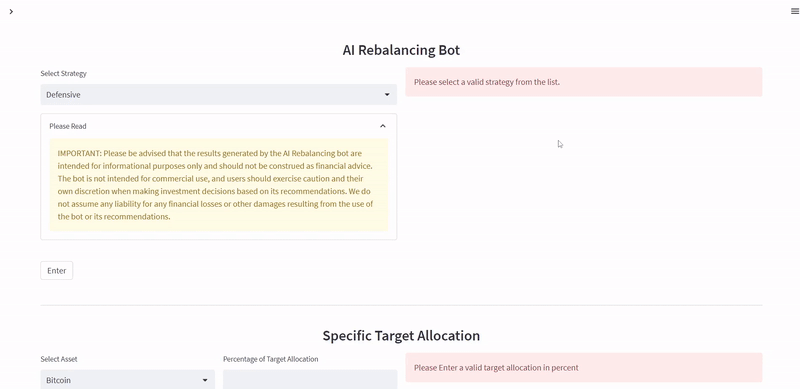 AI Rebalancing Bot
Select Strategy
Defensive
Please select a valid strategy from the list.
Please Read
IMPORTANT: Please be advised that the results generated by the AI Rebalancing bot are
intended for informational purposes only and should not be construed as financial advice.
The bot is not intended for commercial use, and users should exercise caution and their
own discretion when making investment decisions based on its recommendations. We do
not assume any liability for any financial losses or other damages resulting from the use of
the bot or its recommendations.
Enter
Specific Target Allocation
Select Asset
Percentage of Target Allocation
Please Enter a valid target allocation in percent
Bitcoin